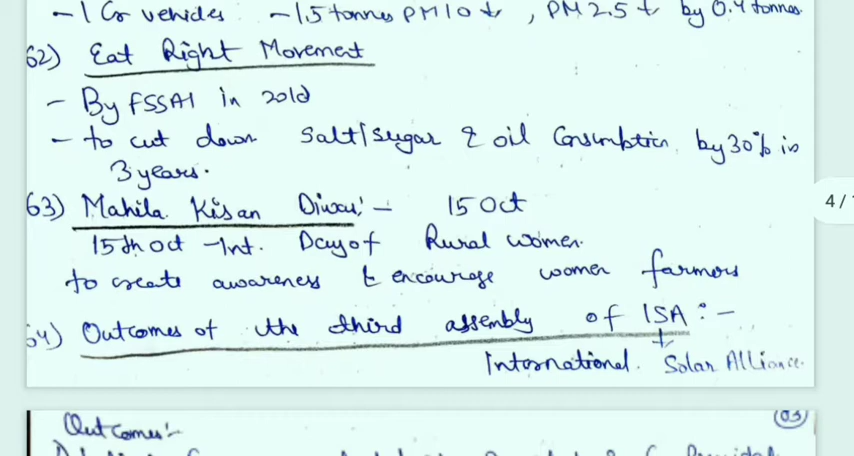 -1 Cr vehicles -1.5 tonnes PM10 ↓, PM2.5 ↓ by 0.4 tonnes
62) Eat Right Movement
- By FSSAI in 2018
- to cut down Salt/Sugar & oil Consumption by 30% in
3 years.
63) Mahila Kisan Diwas:- 15 Oct
15th Oct -Int. Day of Rural women.
to create awareness & encourage women farmers
64) Outcomes of the third assembly of ISA:-
International Solar Alliance.
4/
03
Outcomes:-